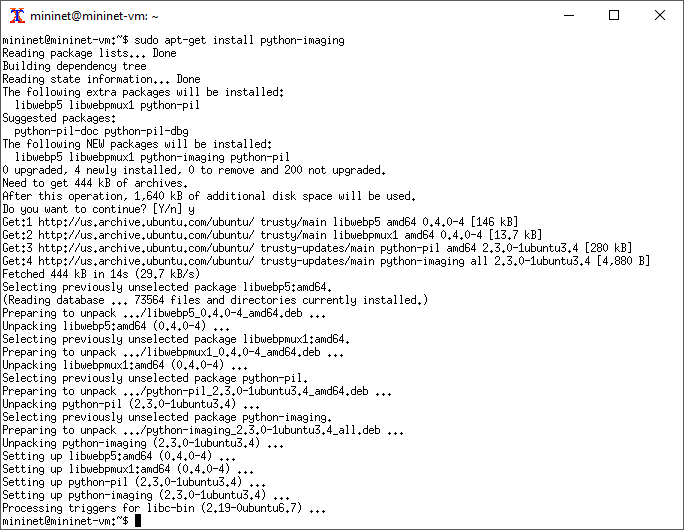 mininet@mininet-vm: ~
mininet@mininet-vm:~$ sudo apt-get install python-imaging
Reading package lists... Done
Building dependency tree
Reading state information... Done
The following extra packages will be installed:
  libwebp5 libwebpmux1 python-pil
Suggested packages:
  python-pil-doc python-pil-dbg
The following NEW packages will be installed:
  libwebp5 libwebpmux1 python-imaging python-pil
0 upgraded, 4 newly installed, 0 to remove and 200 not upgraded.
Need to get 444 kB of archives.
After this operation, 1,640 kB of additional disk space will be used.
Do you want to continue? [Y/n] y
Get:1 http://us.archive.ubuntu.com/ubuntu/ trusty/main libwebp5 amd64 0.4.0-4 [146 kB]
Get:2 http://us.archive.ubuntu.com/ubuntu/ trusty/main libwebpmux1 amd64 0.4.0-4 [13.7 kB]
Get:3 http://us.archive.ubuntu.com/ubuntu/ trusty-updates/main python-pil amd64 2.3.0-1ubuntu3.4 [280 kB]
Get:4 http://us.archive.ubuntu.com/ubuntu/ trusty-updates/main python-imaging all 2.3.0-1ubuntu3.4 [4,880 B]
Fetched 444 kB in 14s (29.7 kB/s)
Selecting previously unselected package libwebp5:amd64.
(Reading database ... 73564 files and directories currently installed.)
Preparing to unpack .../libwebp5_0.4.0-4_amd64.deb ...
Unpacking libwebp5:amd64 (0.4.0-4) ...
Selecting previously unselected package libwebpmux1:amd64.
Preparing to unpack .../libwebpmux1_0.4.0-4_amd64.deb ...
Unpacking libwebpmux1:amd64 (0.4.0-4) ...
Selecting previously unselected package python-pil.
Preparing to unpack .../python-pil_2.3.0-1ubuntu3.4_amd64.deb ...
Unpacking python-pil (2.3.0-1ubuntu3.4) ...
Selecting previously unselected package python-imaging.
Preparing to unpack .../python-imaging_2.3.0-1ubuntu3.4_all.deb ...
Unpacking python-imaging (2.3.0-1ubuntu3.4) ...
Setting up libwebp5:amd64 (0.4.0-4) ...
Setting up libwebpmux1:amd64 (0.4.0-4) ...
Setting up python-pil (2.3.0-1ubuntu3.4) ...
Setting up python-imaging (2.3.0-1ubuntu3.4) ...
Processing triggers for libc-bin (2.19-0ubuntu6.7) ...
mininet@mininet-vm:~$